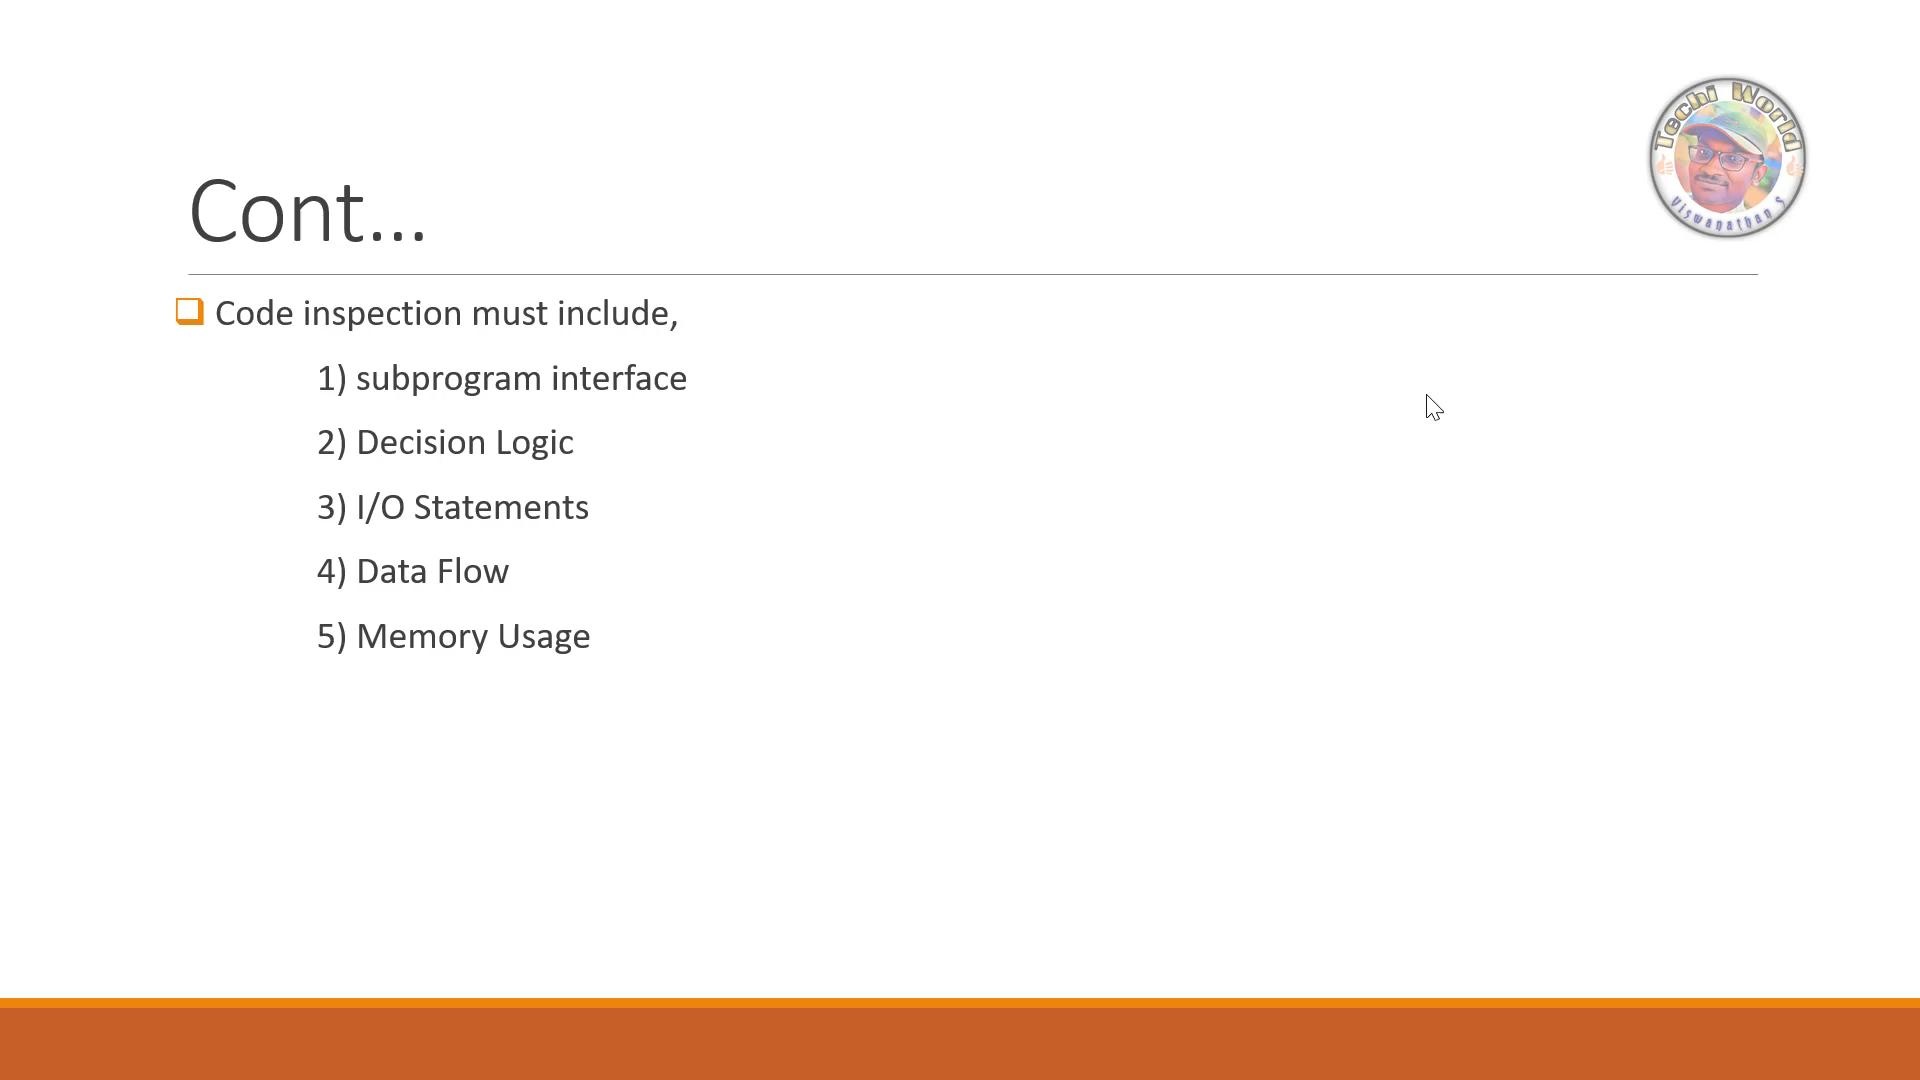 Techi World
Viswanathan S
Cont...
Code inspection must include,
1) subprogram interface
2) Decision Logic
3) I/O Statements
4) Data Flow
5) Memory Usage